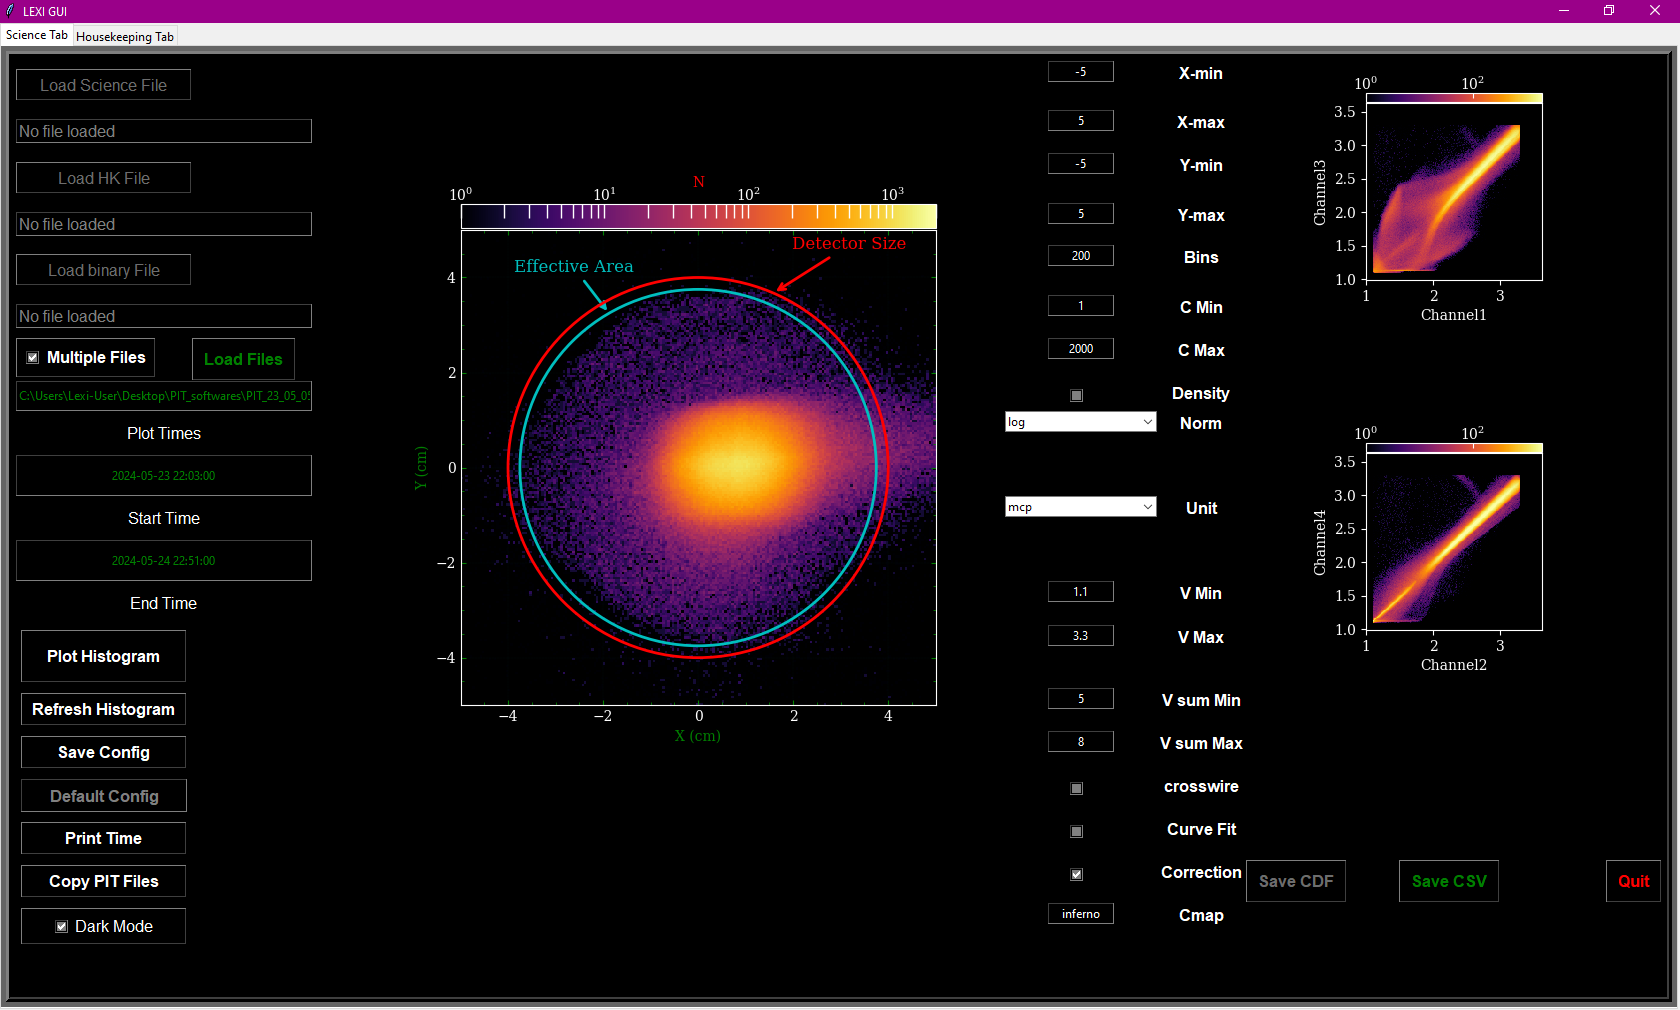 LEXI GUI
Science Tab
Housekeeping Tab
Load Science File
No file loaded
Load HK File
No file loaded
Load binary File
No file loaded
Multiple Files
Load Files
C:\Users\Lexi-User\Desktop\PIT_softwares\PIT_23_05_05
Plot Times
2024-05-23 22:03:00
Start Time
2024-05-24 22:51:00
End Time
Plot Histogram
Refresh Histogram
Save Config
Default Config
Print Time
Copy PIT Files
Dark Mode
N
10^0 10^1 10^2 10^3
Detector Size
Effective Area
4
2
0
−2
−4
Y (cm)
−4 −2 0 2 4
X (cm)
-5 X-min
5 X-max
-5 Y-min
5 Y-max
200 Bins
1 C Min
2000 C Max
Density
log Norm
mcp Unit
1.1 V Min
3.3 V Max
5 V sum Min
8 V sum Max
crosswire
Curve Fit
Correction
inferno Cmap
10^0 10^2
3.5
3.0
2.5
2.0
1.5
1.0
Channel3
1 2 3
Channel1
10^0 10^2
3.5
3.0
2.5
2.0
1.5
1.0
Channel4
1 2 3
Channel2
Save CDF
Save CSV
Quit